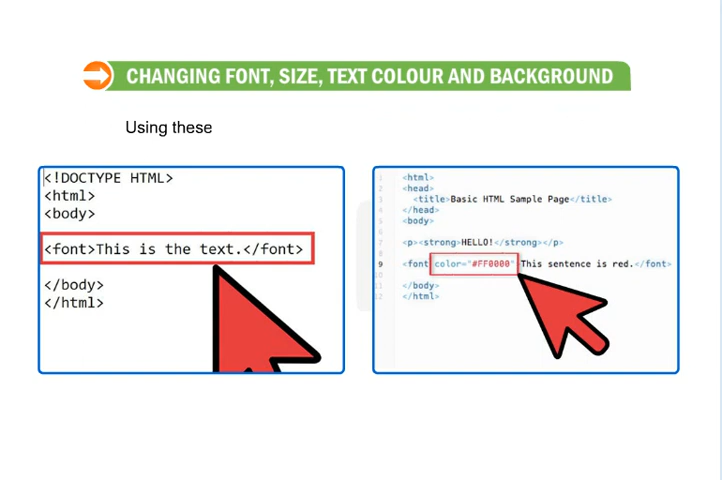 CHANGING FONT, SIZE, TEXT COLOUR AND BACKGROUND
Using these
<!DOCTYPE HTML>
<html>
<body>
<font>This is the text.</font>
</body>
</html>
1 <html>
2 <head>
3 <title>Basic HTML Sample Page</title>
4 </head>
5 <body>
6
7 <p><strong>HELLO!</strong></p>
8
9 <font color="#FF0000" This sentence is red.</font>
10
11 </body>
12 </html>